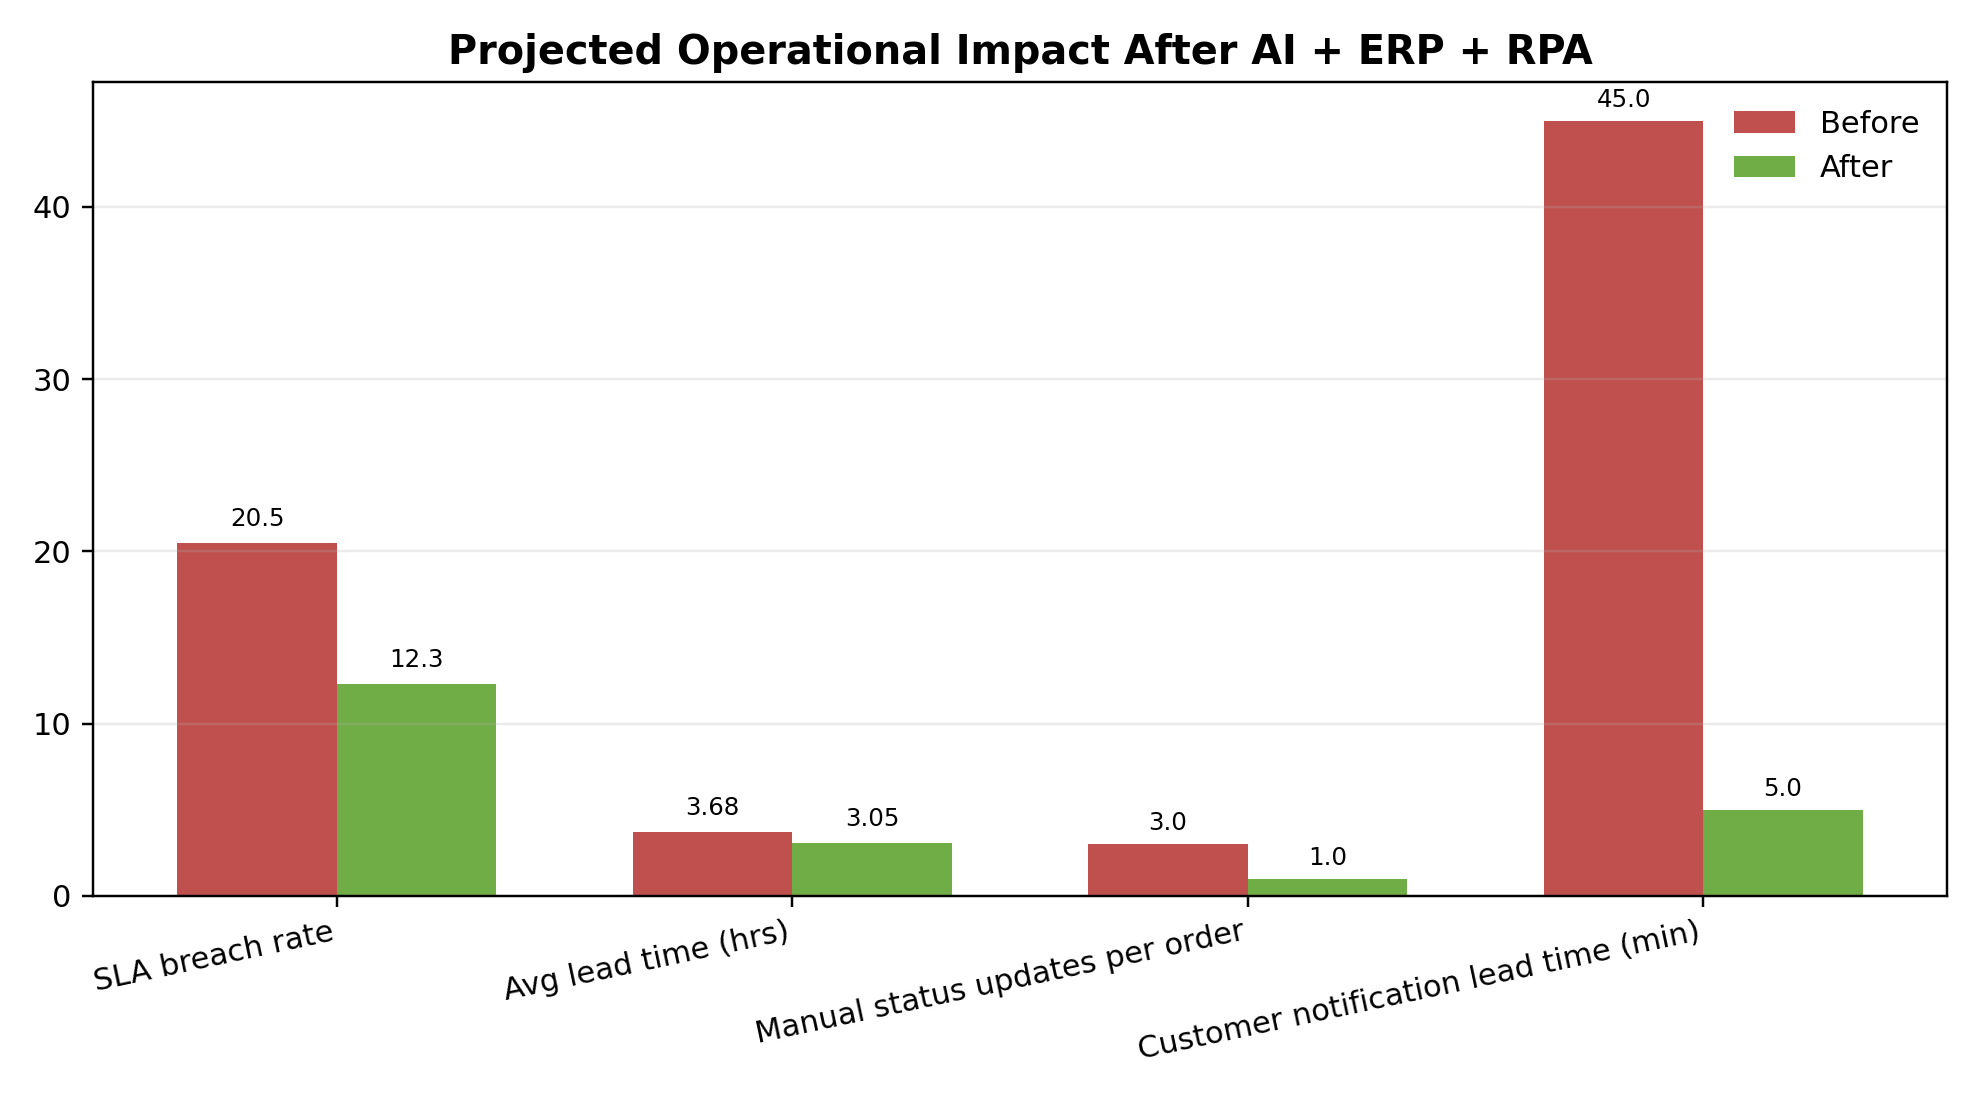 Projected Operational Impact After AI + ERP + RPA
45.0
Before
After
40
30
20.5
20
12.3
10
3.68
3.05
3.0
1.0
5.0
0
SLA breach rate
Avg lead time (hrs)
Manual status updates per order
Customer notification lead time (min)